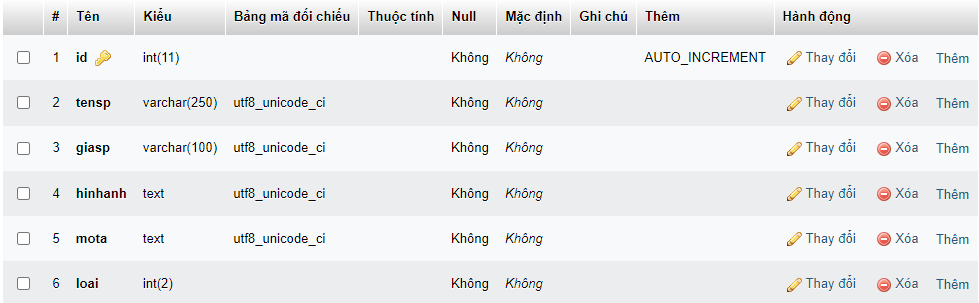 # Tên Kiểu Bảng mã đối chiếu Thuộc tính Null Mặc định Ghi chú Thêm Hành động
1 id int(11) Không Không AUTO_INCREMENT Thay đổi Xóa Thêm
2 tensp varchar(250) utf8_unicode_ci Không Không Thay đổi Xóa Thêm
3 giasp varchar(100) utf8_unicode_ci Không Không Thay đổi Xóa Thêm
4 hinhanh text utf8_unicode_ci Không Không Thay đổi Xóa Thêm
5 mota text utf8_unicode_ci Không Không Thay đổi Xóa Thêm
6 loai int(2) Không Không Thay đổi Xóa Thêm